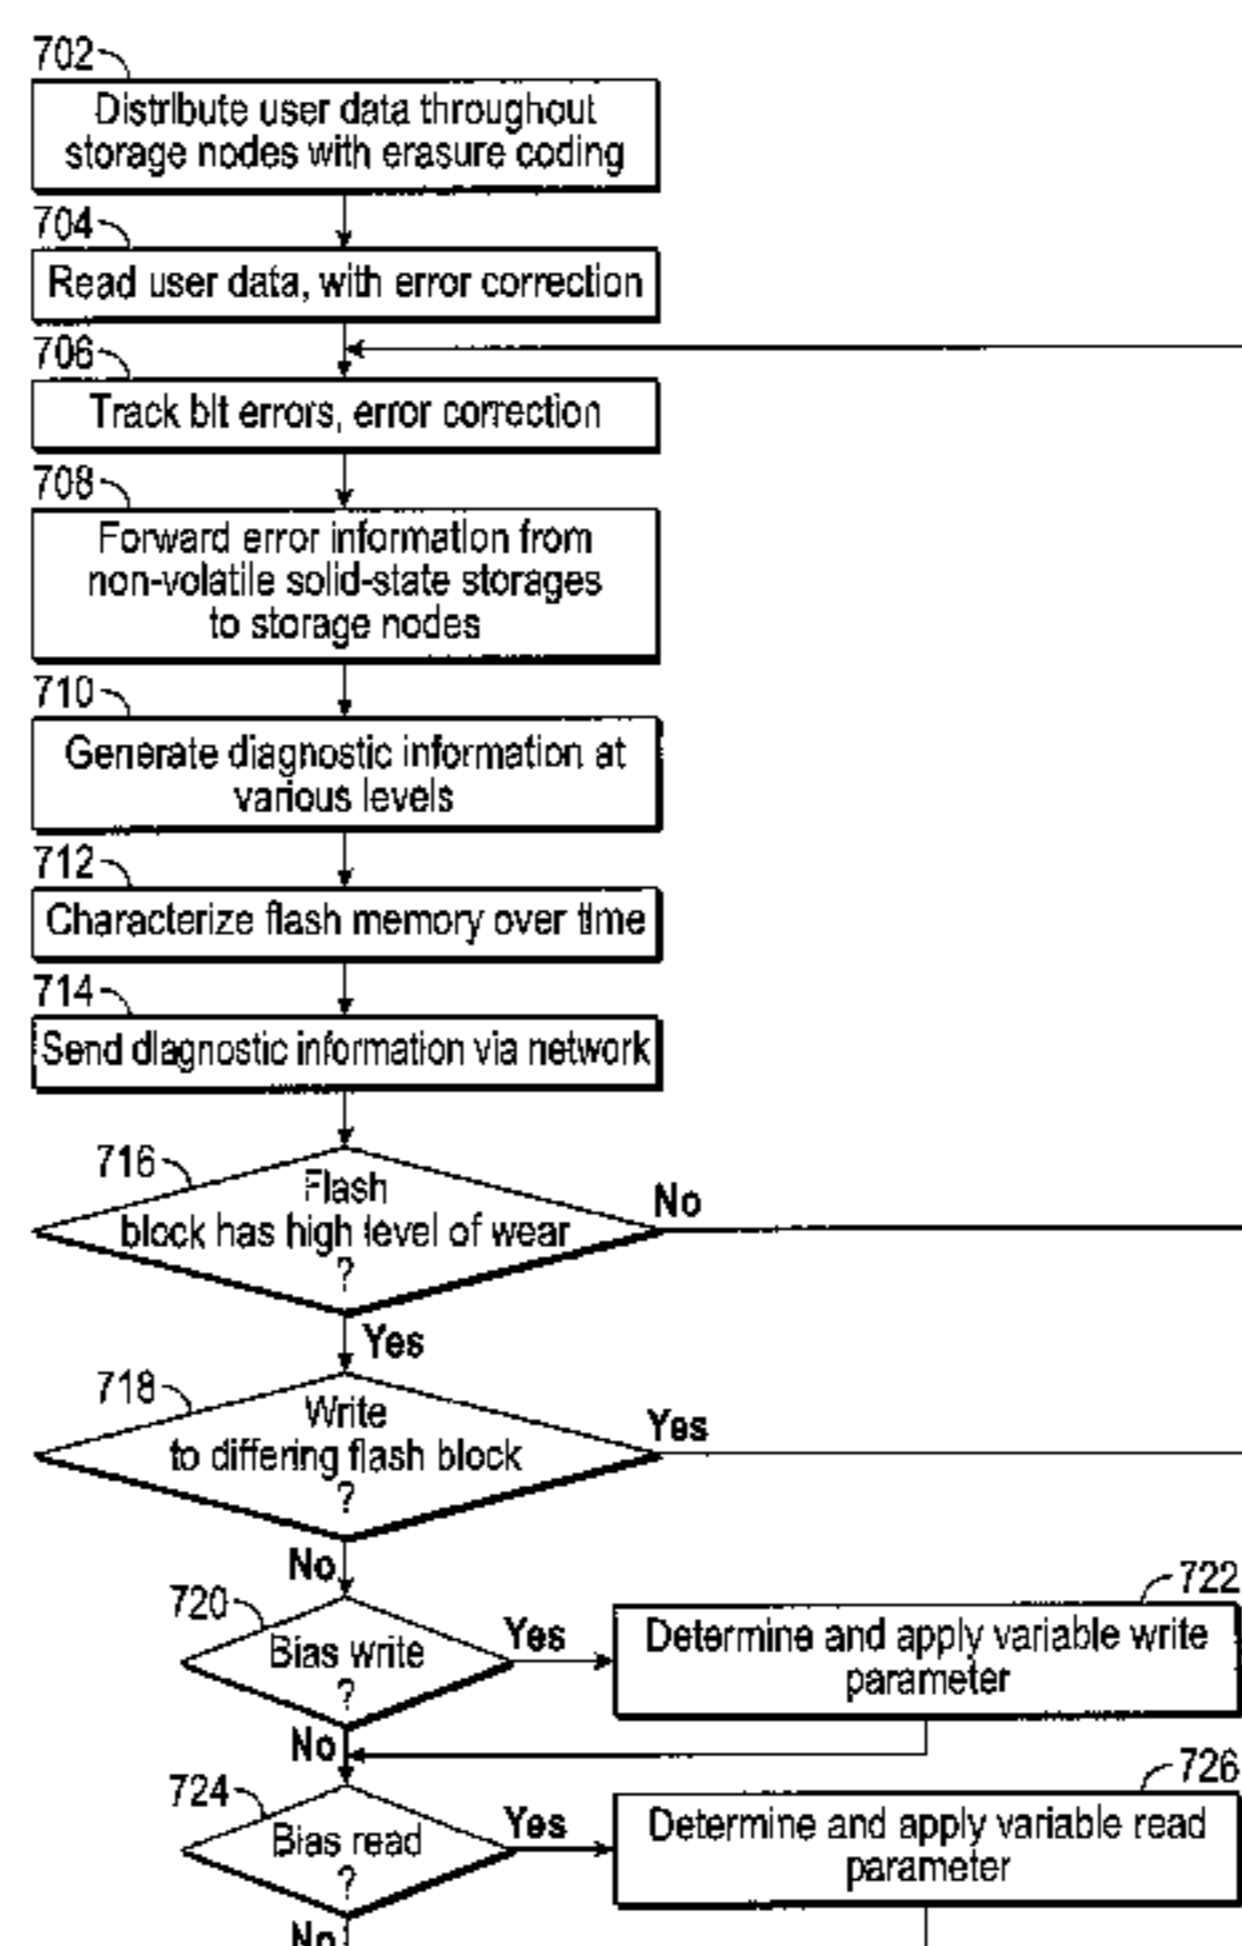 702
Distribute user data throughout
storage nodes with erasure coding
704
Read user data, with error correction
706
Track bit errors, error correction
708
Forward error information from
non-volatile solid-state storages
to storage nodes
710
Generate diagnostic information at
various levels
712
Characterize flash memory over time
714
Send diagnostic information via network
716
Flash
block has high level of wear
?
No
Yes
718
Write
to differing flash block
?
Yes
No
720
Bias write
?
Yes
722
Determine and apply variable write
parameter
No
724
Bias read
?
Yes
726
Determine and apply variable read
parameter
No